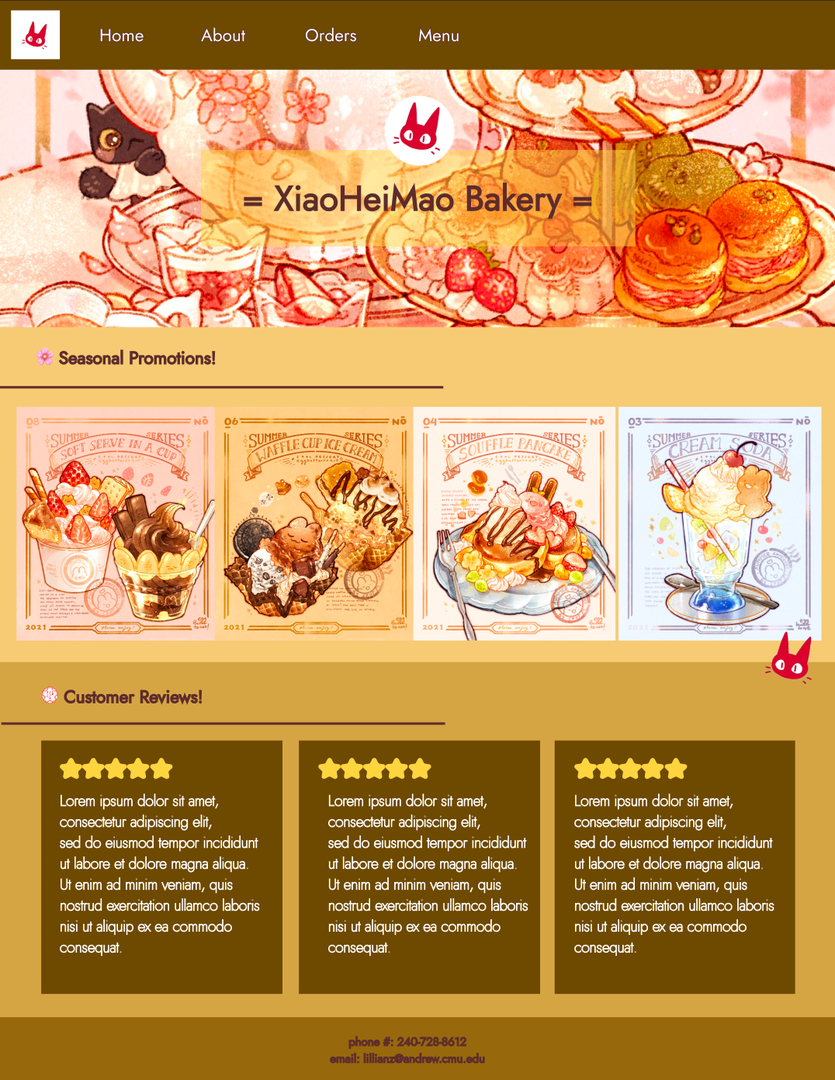 Home About Orders Menu
= XiaoHeiMao Bakery =
Seasonal Promotions!
08 NO
SUMMER SERIES
SOFT SERVE IN A CUP
2021
06 NO
SUMMER SERIES
WAFFLE CUP ICE CREAM
2021
04 NO
SUMMER SERIES
SOUFFLE PANCAKE
2021
03 NO
SUMMER SERIES
CREAM SODA
2021
Customer Reviews!
Lorem ipsum dolor sit amet,
consectetur adipiscing elit,
sed do eiusmod tempor incididunt
ut labore et dolore magna aliqua.
Ut enim ad minim veniam, quis
nostrud exercitation ullamco laboris
nisi ut aliquip ex ea commodo
consequat.
Lorem ipsum dolor sit amet,
consectetur adipiscing elit,
sed do eiusmod tempor incididunt
ut labore et dolore magna aliqua.
Ut enim ad minim veniam, quis
nostrud exercitation ullamco laboris
nisi ut aliquip ex ea commodo
consequat.
Lorem ipsum dolor sit amet,
consectetur adipiscing elit,
sed do eiusmod tempor incididunt
ut labore et dolore magna aliqua.
Ut enim ad minim veniam, quis
nostrud exercitation ullamco laboris
nisi ut aliquip ex ea commodo
consequat.
phone #: 240-728-8612
email: lillianz@andrew.cmu.edu